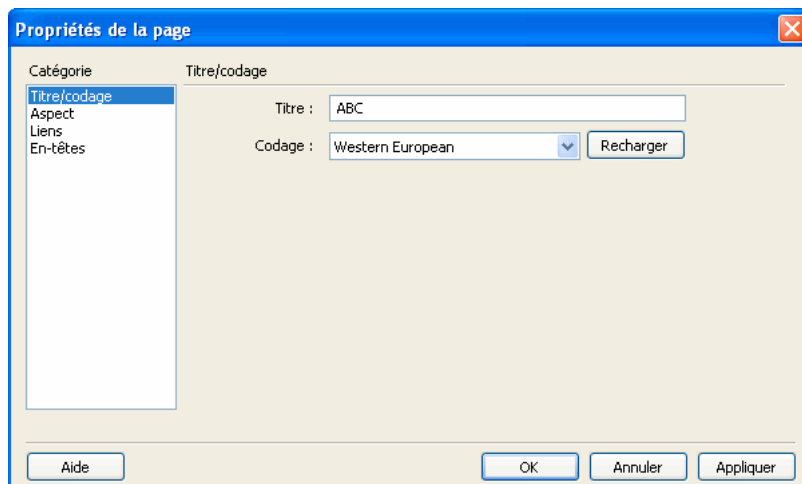 Propriétés de la page
Catégorie
Titre/codage
Titre/codage
Aspect
Liens
En-têtes
Titre :
ABC
Codage :
Western European
Recharger
Aide
OK
Annuler
Appliquer